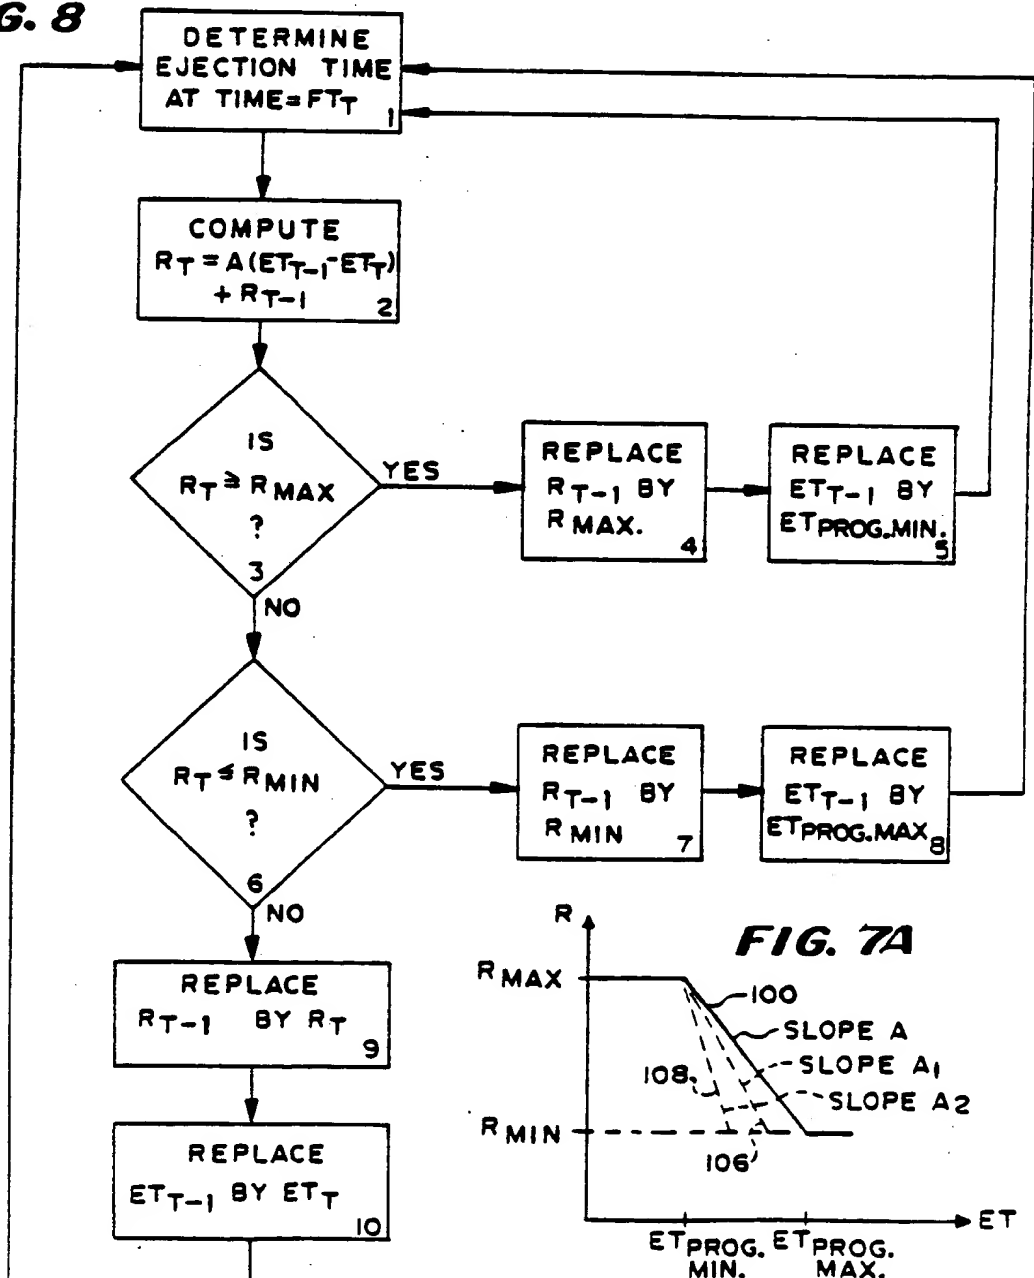 G. 8
DETERMINE
EJECTION TIME
AT TIME=FTT
1
COMPUTE
RT = A(ETT-1-ETT)
+ RT-1
2
IS
RT ≥ RMAX
?
3
YES
NO
REPLACE
RT-1 BY
RMAX.
4
REPLACE
ETT-1 BY
ETPROG.MIN.
5
IS
RT ≤ RMIN
?
6
YES
NO
REPLACE
RT-1 BY
RMIN
7
REPLACE
ETT-1 BY
ETPROG.MAX
8
REPLACE
RT-1 BY RT
9
REPLACE
ETT-1 BY ETT
10
FIG. 7A
R
RMAX
100
SLOPE A
SLOPE A1
108
SLOPE A2
RMIN
106
ET
ETPROG. ETPROG.
MIN. MAX.